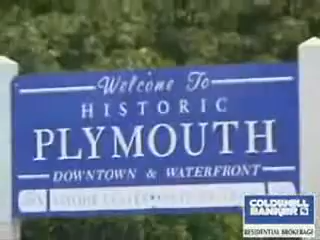 Welcome To
HISTORIC
PLYMOUTH
DOWNTOWN & WATERFRONT
COLDWELL
BANKER
RESIDENTIAL BROKERAGE